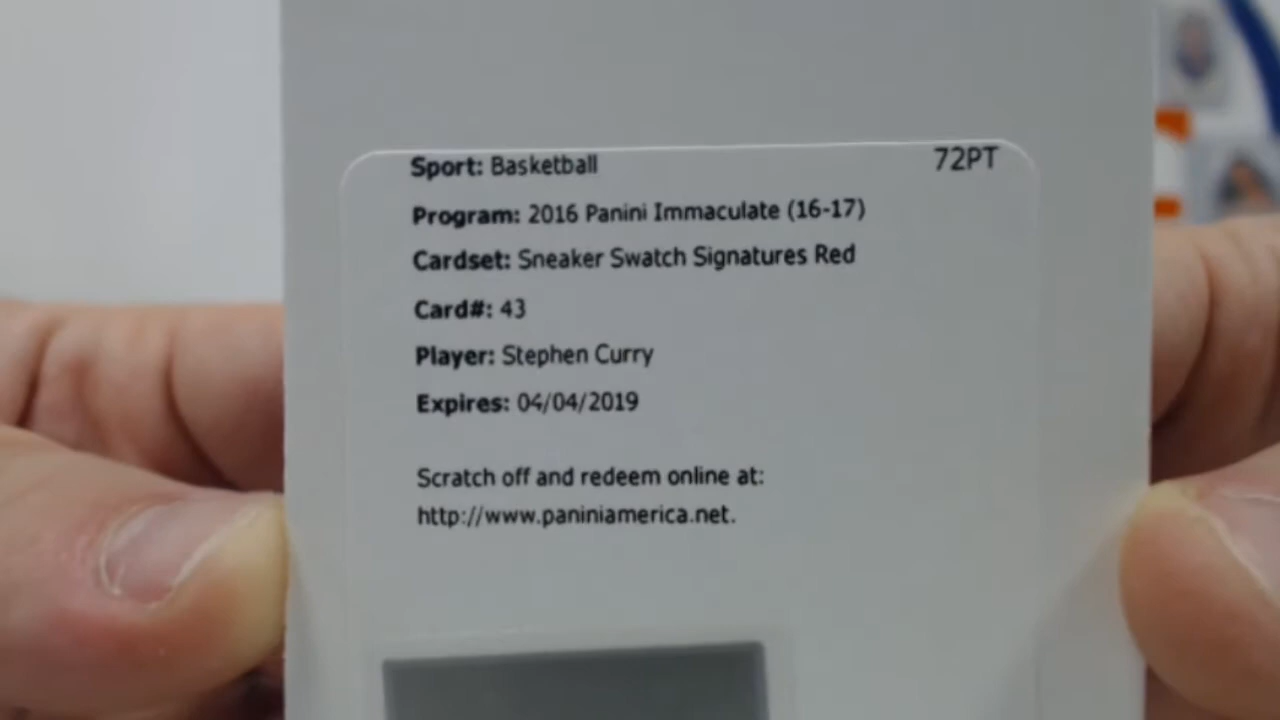 Sport: Basketball 72PT
Program: 2016 Panini Immaculate (16-17)
Cardset: Sneaker Swatch Signatures Red
Card#: 43
Player: Stephen Curry
Expires: 04/04/2019
Scratch off and redeem online at:
http://www.paniniamerica.net.